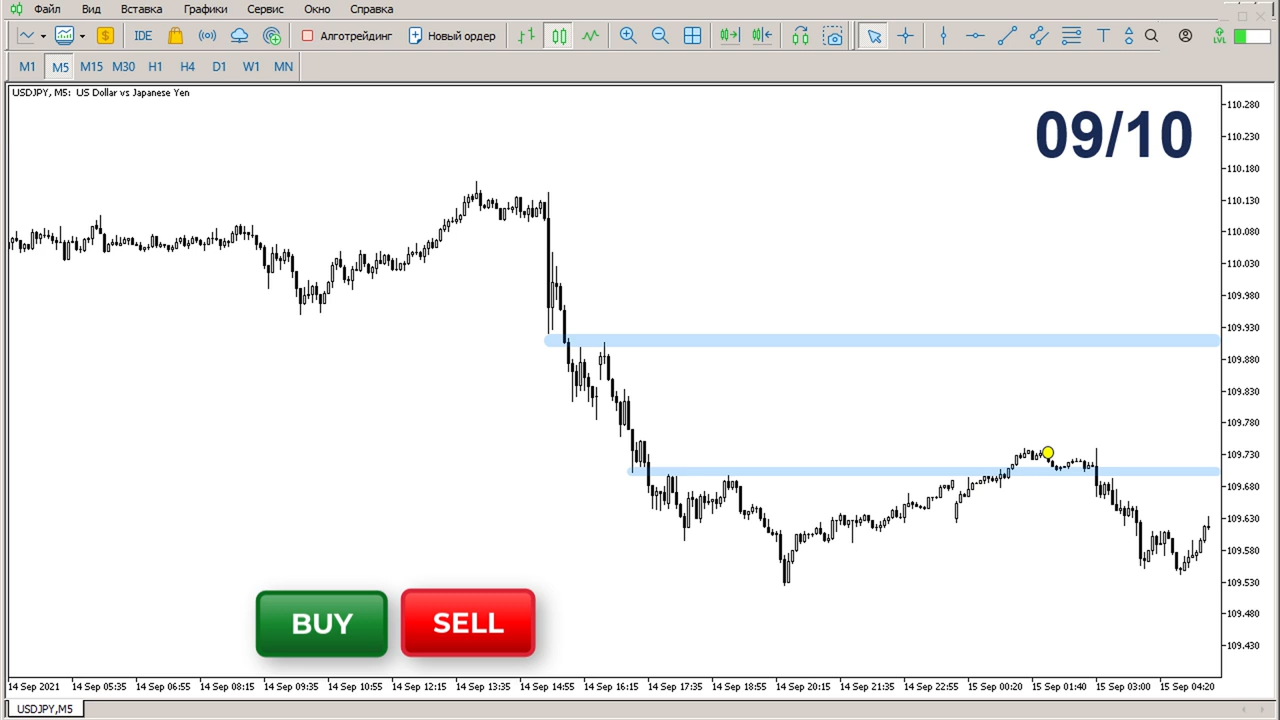 Файл Вид Вставка Графики Сервис Окно Справка
$ IDE Алготрейдинг Новый ордер T LVL
M1 M5 M15 M30 H1 H4 D1 W1 MN
USDJPY, M5: US Dollar vs Japanese Yen
09/10
110.280
110.230
110.180
110.130
110.080
110.030
109.980
109.930
109.880
109.830
109.780
109.730
109.680
109.630
109.580
109.530
109.480
109.430
BUY SELL
14 Sep 2021 14 Sep 05:35 14 Sep 06:55 14 Sep 08:15 14 Sep 09:35 14 Sep 10:55 14 Sep 12:15 14 Sep 13:35 14 Sep 14:55 14 Sep 16:15 14 Sep 17:35 14 Sep 18:55 14 Sep 20:15 14 Sep 21:35 14 Sep 22:55 15 Sep 00:20 15 Sep 01:40 15 Sep 03:00 15 Sep 04:20
USDJPY,M5